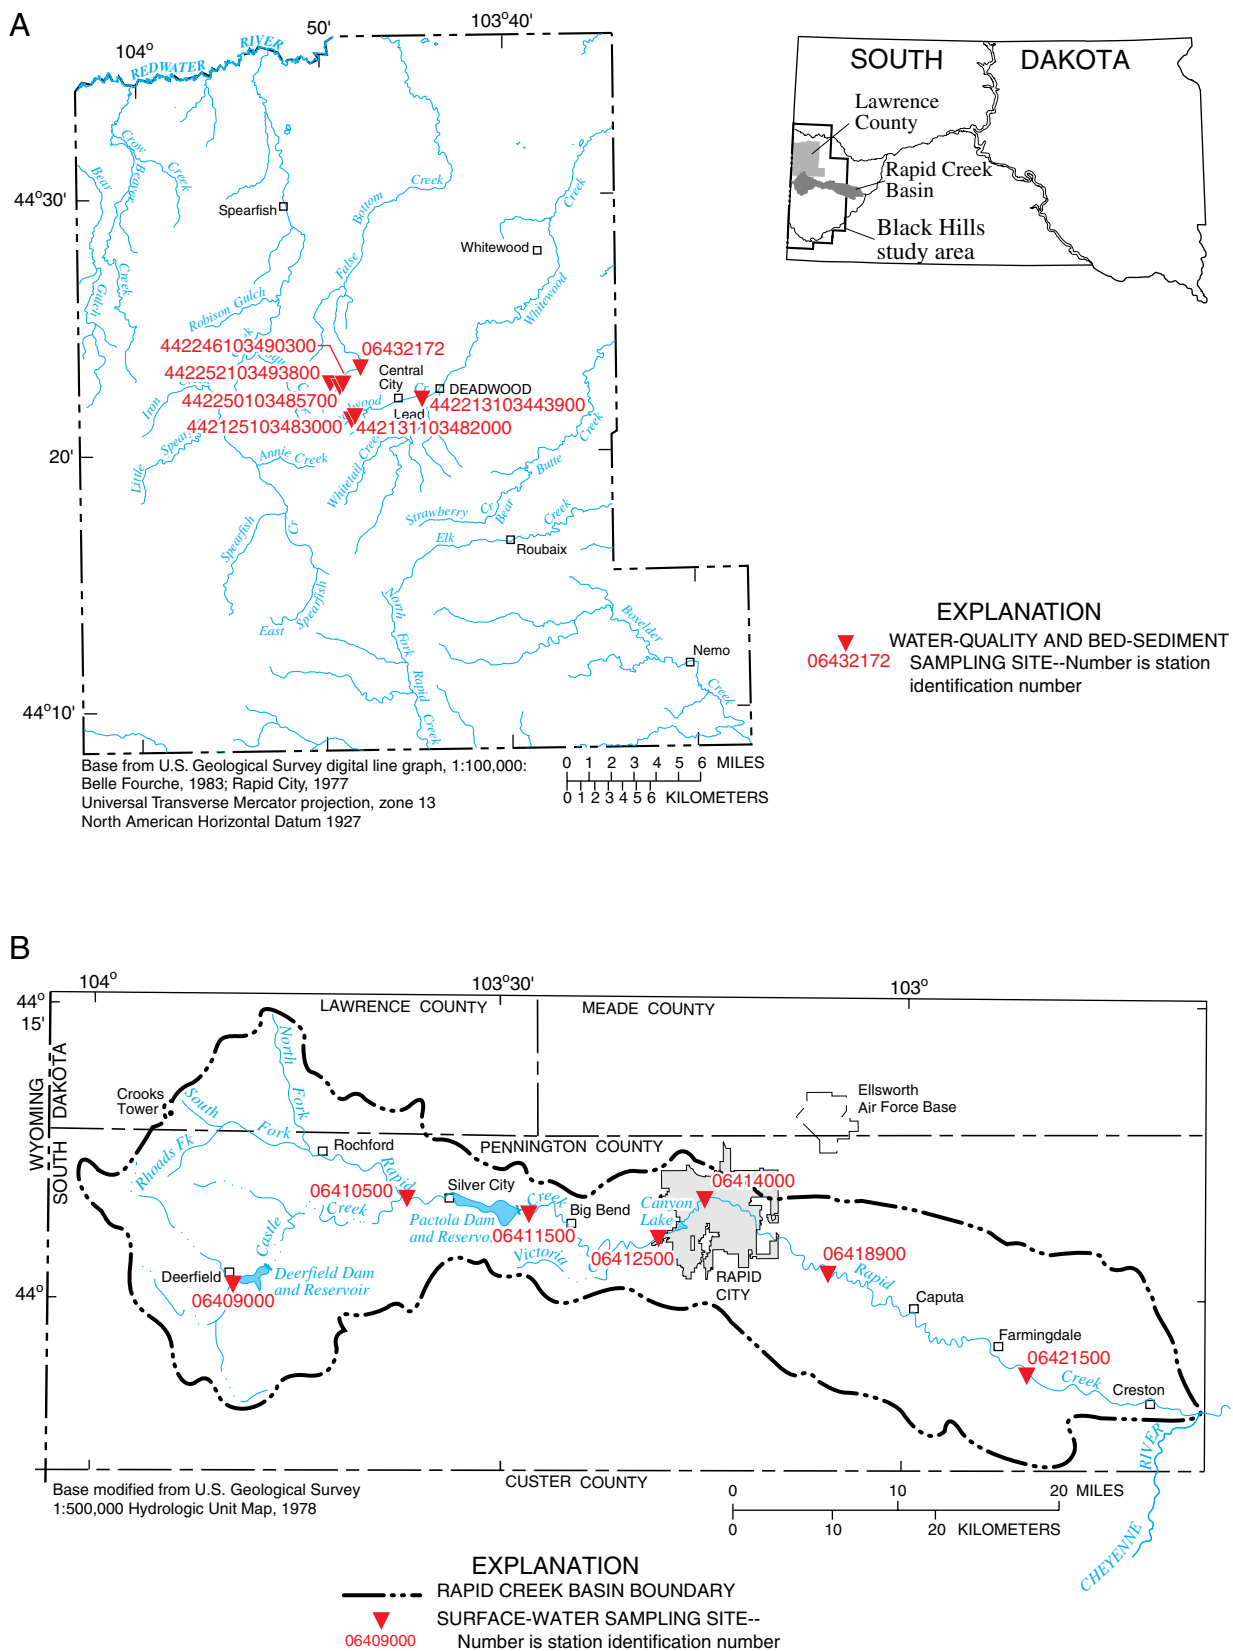 A
104°
50'
103°40'
REDWATER
RIVER
Crow
Creek
Beaver
Creek
Bear
Gulch
44°30'
Spearfish
Bottom
Creek
False
Creek
Whitewood
Whitewood
Robison Gulch
442246103490300
06432172
442252103493800
Central
City
442250103485700
DEADWOOD
442213103443900
Cr
Lead
442125103483000
442131103482000
Iron
Creek
20'
Little
Annie Creek
Whitetail Creek
Butte
Creek
Strawberry
Cr
Bear
Creek
Elk
Roubaix
Spearfish
Cr
East
Spearfish
North
Fork
Rapid
Creek
Boxelder
Creek
Nemo
44°10'
Base from U.S. Geological Survey digital line graph, 1:100,000:
Belle Fourche, 1983; Rapid City, 1977
Universal Transverse Mercator projection, zone 13
North American Horizontal Datum 1927
0 1 2 3 4 5 6 MILES
0 1 2 3 4 5 6 KILOMETERS
SOUTH DAKOTA
Lawrence
County
Rapid Creek
Basin
Black Hills
study area
EXPLANATION
06432172
WATER-QUALITY AND BED-SEDIMENT
SAMPLING SITE--Number is station
identification number
B
104°
103°30'
103°
44°
15'
LAWRENCE COUNTY
MEADE COUNTY
WYOMING
SOUTH DAKOTA
Crooks
Tower
South
Fork
North
Fork
Rhoads Fk
Rochford
PENNINGTON COUNTY
Ellsworth
Air Force Base
Rapid
Creek
06410500
Silver City
Creek
06414000
Canyon
Lake
Big Bend
Pactola Dam
and Reservoir
06411500
Castle
Victoria
06412500
06418900
Deerfield
Deerfield Dam
and Reservoir
RAPID
CITY
Rapid
06409000
44°
Caputa
Farmingdale
06421500
Creek
Creston
RIVER
CHEYENNE
CUSTER COUNTY
Base modified from U.S. Geological Survey
1:500,000 Hydrologic Unit Map, 1978
0 10 20 MILES
0 10 20 KILOMETERS
EXPLANATION
RAPID CREEK BASIN BOUNDARY
SURFACE-WATER SAMPLING SITE--
06409000 Number is station identification number